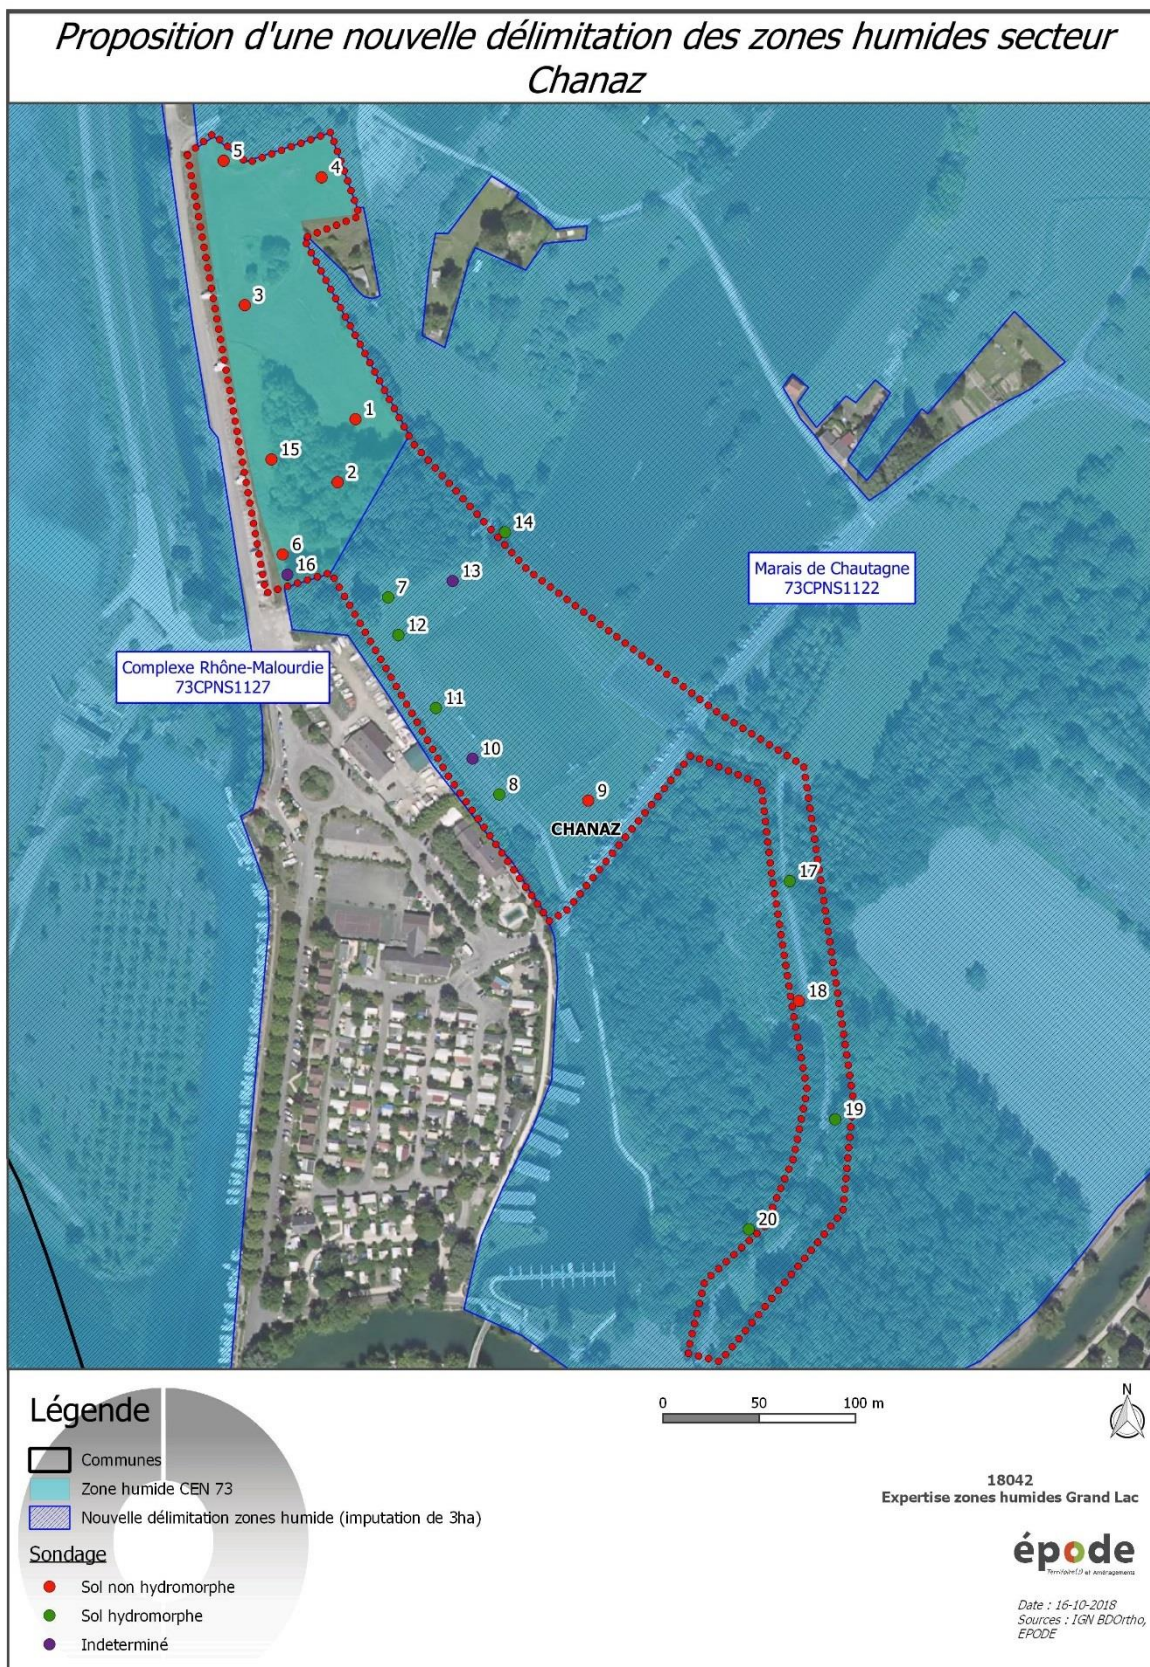 Proposition d'une nouvelle délimitation des zones humides secteur
Chanaz
5
4
3
1
15
2
14
6
16
13
7
12
Marais de Chautagne
73CPNS1122
Complexe Rhône-Malourdie
73CPNS1127
11
10
8
9
CHANAZ
17
18
19
20
Légende
Communes
Zone humide CEN 73
Nouvelle délimitation zones humide (imputation de 3ha)
Sondage
Sol non hydromorphe
Sol hydromorphe
Indeterminé
0 50 100 m
N
18042
Expertise zones humides Grand Lac
épode
Territoire(s) et Aménagements
Date : 16-10-2018
Sources : IGN BDOrtho,
EPODE